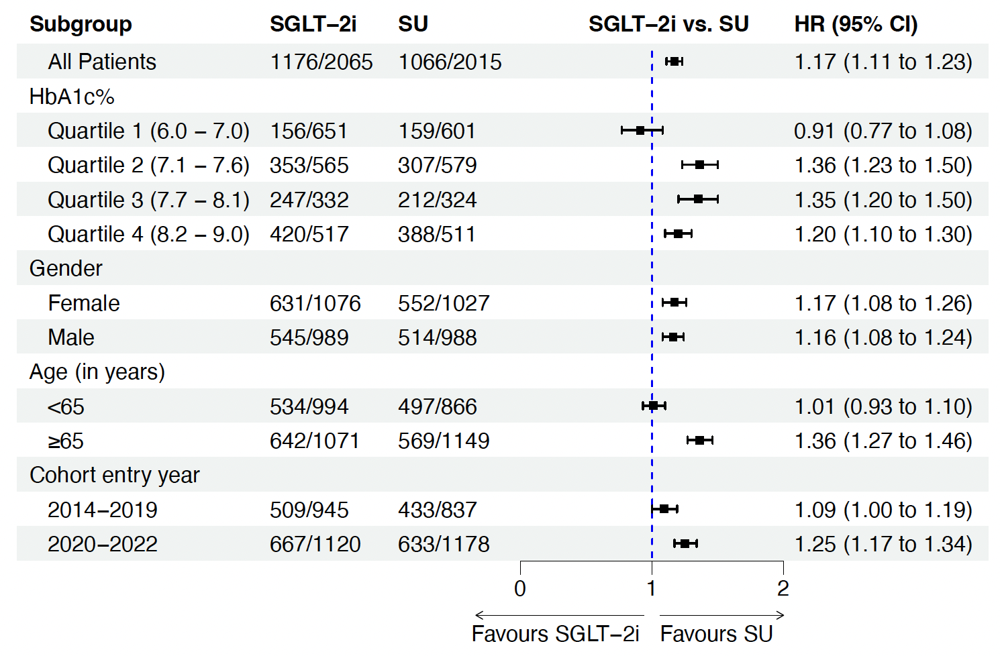 Subgroup SGLT−2i SU SGLT−2i vs. SU HR (95% CI)
All Patients 1176/2065 1066/2015 1.17 (1.11 to 1.23)
HbA1c%
Quartile 1 (6.0 − 7.0) 156/651 159/601 0.91 (0.77 to 1.08)
Quartile 2 (7.1 − 7.6) 353/565 307/579 1.36 (1.23 to 1.50)
Quartile 3 (7.7 − 8.1) 247/332 212/324 1.35 (1.20 to 1.50)
Quartile 4 (8.2 − 9.0) 420/517 388/511 1.20 (1.10 to 1.30)
Gender
Female 631/1076 552/1027 1.17 (1.08 to 1.26)
Male 545/989 514/988 1.16 (1.08 to 1.24)
Age (in years)
<65 534/994 497/866 1.01 (0.93 to 1.10)
≥65 642/1071 569/1149 1.36 (1.27 to 1.46)
Cohort entry year
2014−2019 509/945 433/837 1.09 (1.00 to 1.19)
2020−2022 667/1120 633/1178 1.25 (1.17 to 1.34)
0 1 2
Favours SGLT−2i Favours SU